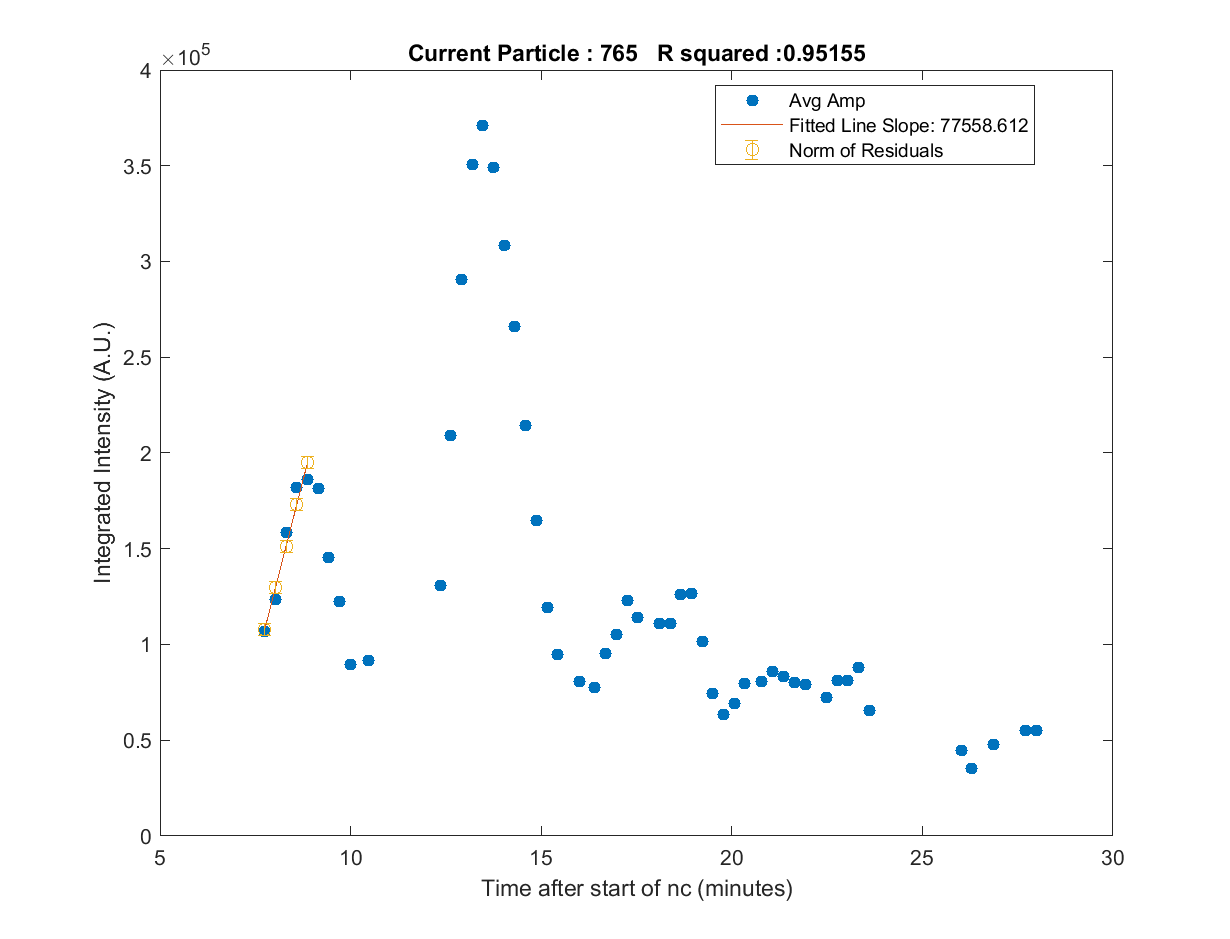 Current Particle : 765 R squared :0.95155
×10^5
4
3.5
3
2.5
2
1.5
1
0.5
0
Integrated Intensity (A.U.)
Avg Amp
Fitted Line Slope: 77558.612
Norm of Residuals
5 10 15 20 25 30
Time after start of nc (minutes)